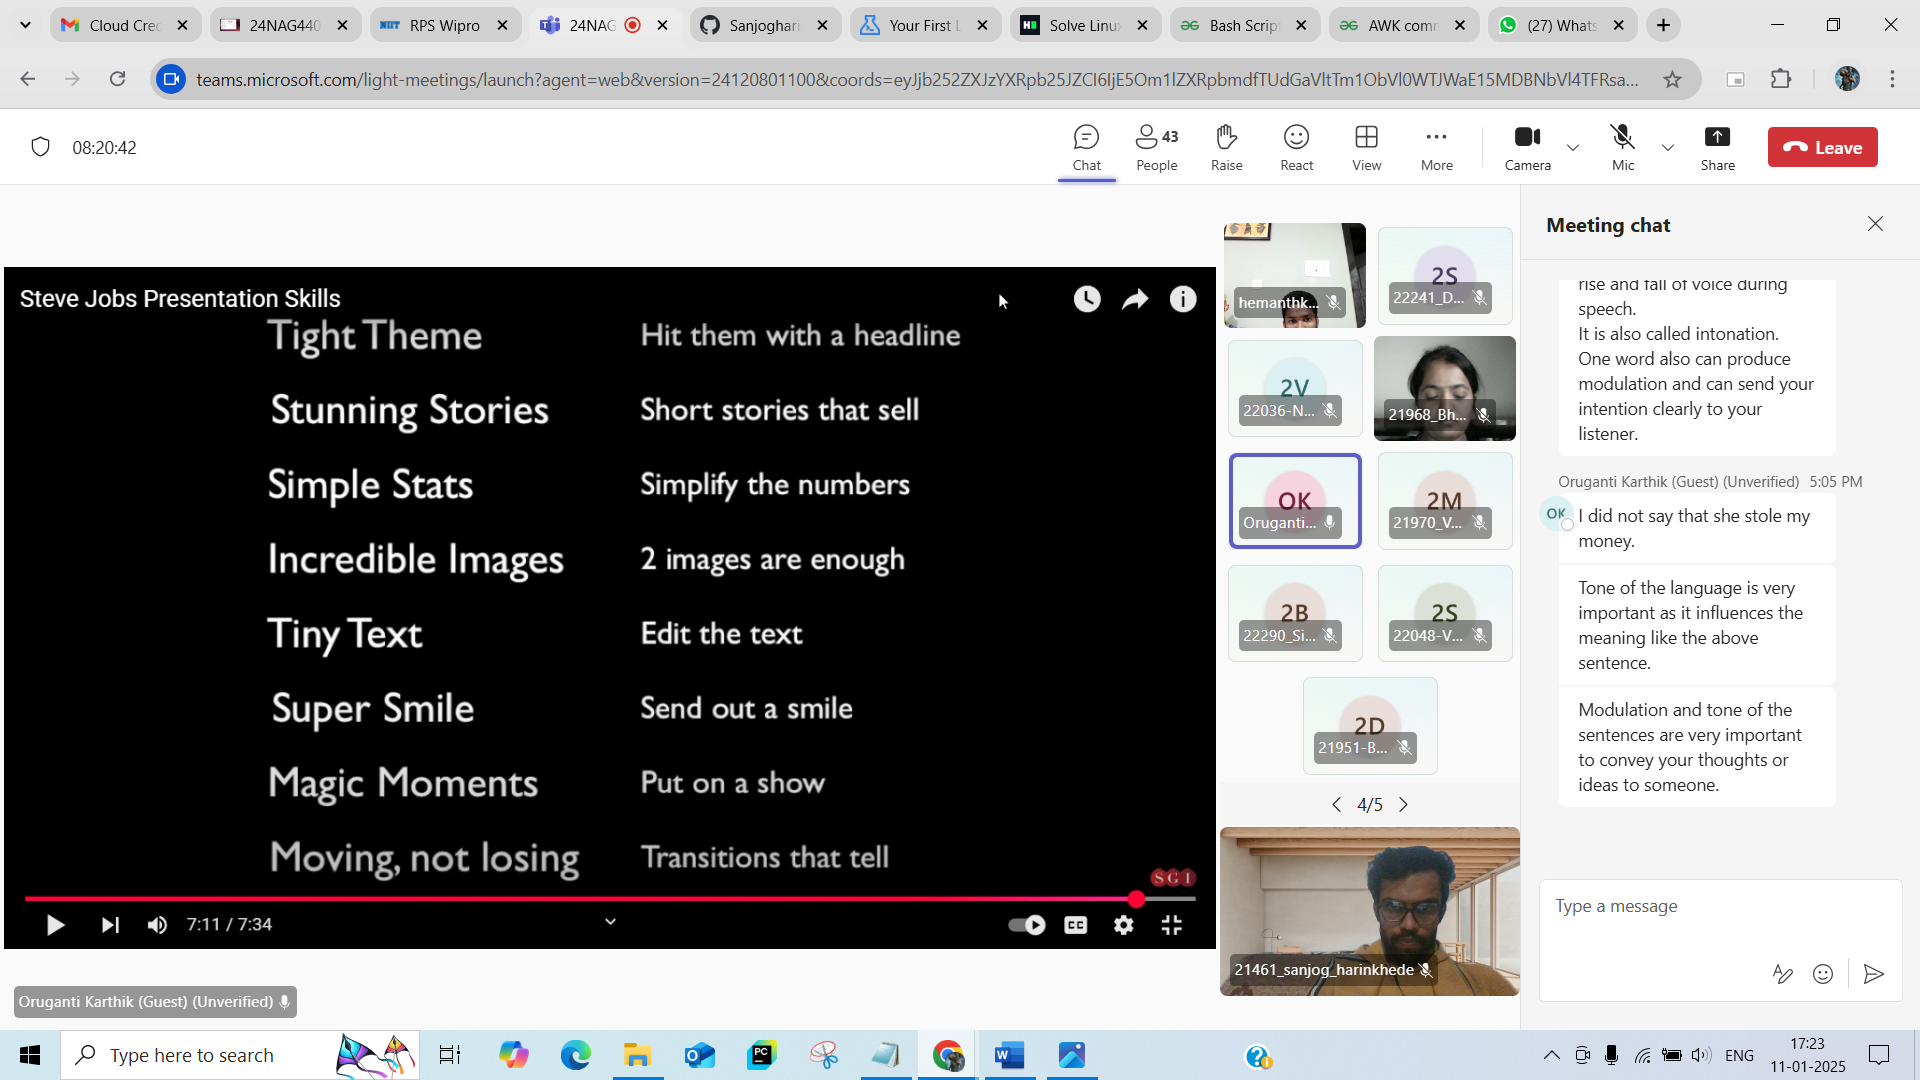 Cloud Crec
24NAG440
NIIT RPS Wipro
24NAG
Sanjoghari
Your First L
Solve Linu
Bash Scrip
AWK com
(27) Whats
teams.microsoft.com/light-meetings/launch?agent=web&version=24120801100&coords=eyJjb252ZXJzYXRpb25JZCI6IjE5Om1lZXRpbmdfTUdGaVltTm1ObVl0WTJWaE15MDBNbVl4TFRsa...
08:20:42
Chat
43
People
Raise
React
View
More
Camera
Mic
Share
Leave
Steve Jobs Presentation Skills
Tight Theme Hit them with a headline
Stunning Stories Short stories that sell
Simple Stats Simplify the numbers
Incredible Images 2 images are enough
Tiny Text Edit the text
Super Smile Send out a smile
Magic Moments Put on a show
Moving, not losing Transitions that tell
SGI
7:11 / 7:34
CC
Oruganti Karthik (Guest) (Unverified)
hemanthk...
2S
22241_D...
2V
22036-N...
21968_Bh...
OK
Oruganti...
2M
21970_V...
2B
22290_Si...
2S
22048-V...
2D
21951-B...
4/5
21461_sanjog_harinkhede
Meeting chat
rise and fall of voice during
speech.
It is also called intonation.
One word also can produce
modulation and can send your
intention clearly to your
listener.
Oruganti Karthik (Guest) (Unverified) 5:05 PM
OK
I did not say that she stole my
money.
Tone of the language is very
important as it influences the
meaning like the above
sentence.
Modulation and tone of the
sentences are very important
to convey your thoughts or
ideas to someone.
Type a message
Type here to search
ENG
17:23
11-01-2025